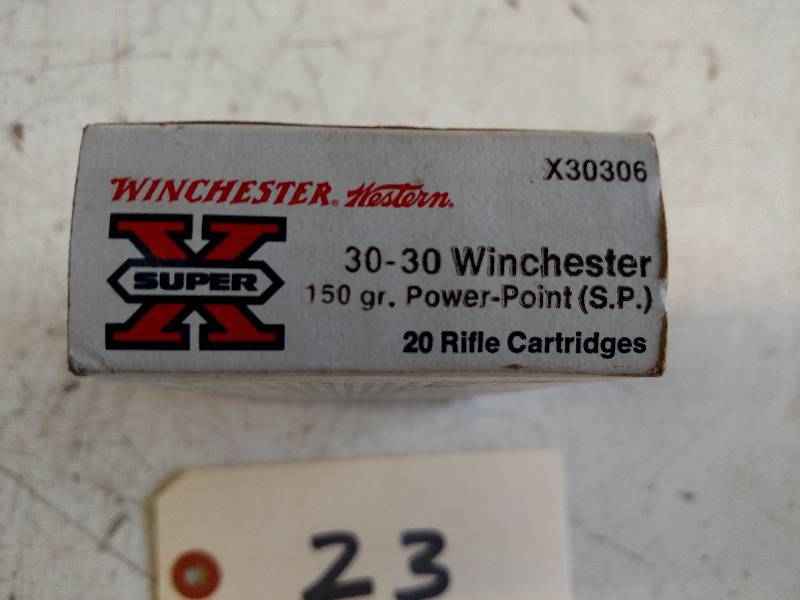 X30306
WINCHESTER® Western®
SUPER X
30-30 Winchester
150 gr. Power-Point (S.P.)
20 Rifle Cartridges
23